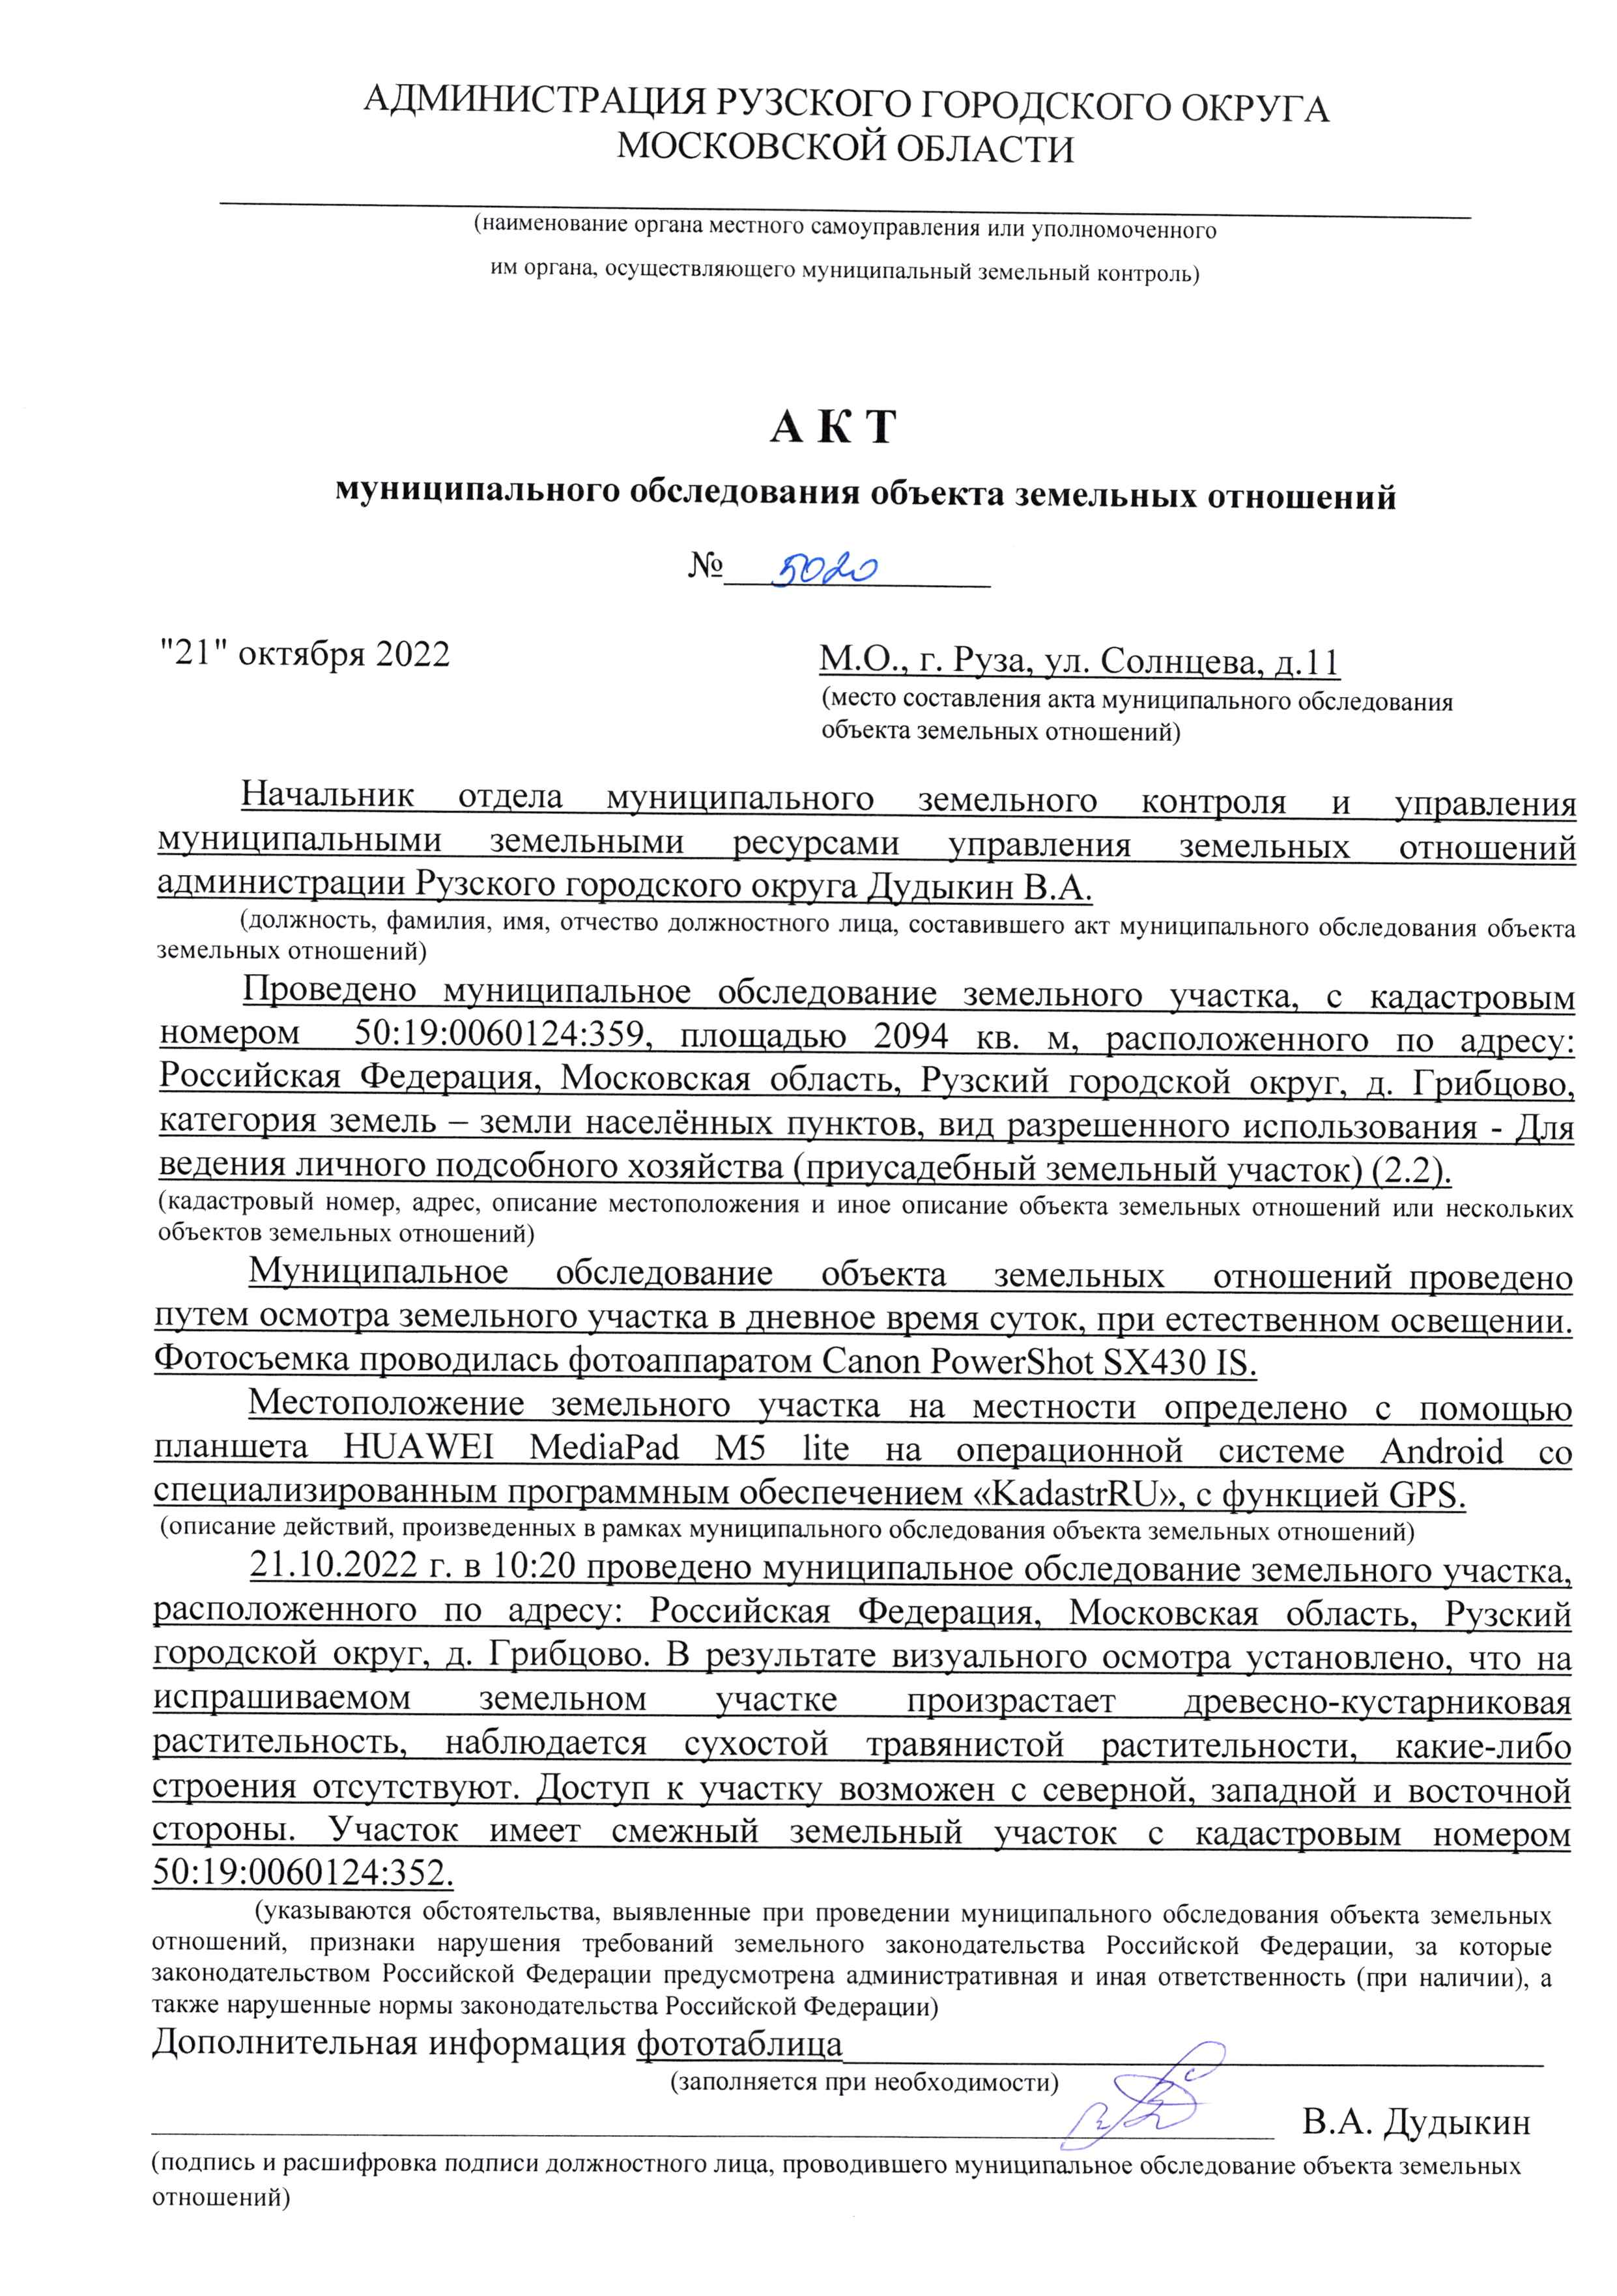 АДМИНИСТРАЦИЯ РУЗСКОГО ГОРОДСКОГО ОКРУГА
МОСКОВСКОЙ ОБЛАСТИ
(наименование органа местного самоуправления или уполномоченного
им органа, осуществляющего муниципальный земельный контроль)
А К Т
муниципального обследования объекта земельных отношений
№ 5020
"21" октября 2022
М.О., г. Руза, ул. Солнцева, д.11
(место составления акта муниципального обследования
объекта земельных отношений)
Начальник отдела муниципального земельного контроля и управления
муниципальными земельными ресурсами управления земельных отношений
администрации Рузского городского округа Дудыкин В.А.
(должность, фамилия, имя, отчество должностного лица, составившего акт муниципального обследования объекта
земельных отношений)
Проведено муниципальное обследование земельного участка, с кадастровым
номером 50:19:0060124:359, площадью 2094 кв. м, расположенного по адресу:
Российская Федерация, Московская область, Рузский городской округ, д. Грибцово,
категория земель – земли населённых пунктов, вид разрешенного использования - Для
ведения личного подсобного хозяйства (приусадебный земельный участок) (2.2).
(кадастровый номер, адрес, описание местоположения и иное описание объекта земельных отношений или нескольких
объектов земельных отношений)
Муниципальное обследование объекта земельных отношений проведено
путем осмотра земельного участка в дневное время суток, при естественном освещении.
Фотосъемка проводилась фотоаппаратом Canon PowerShot SX430 IS.
Местоположение земельного участка на местности определено с помощью
планшета HUAWEI MediaPad M5 lite на операционной системе Android со
специализированным программным обеспечением «KadastrRU», с функцией GPS.
(описание действий, произведенных в рамках муниципального обследования объекта земельных отношений)
21.10.2022 г. в 10:20 проведено муниципальное обследование земельного участка,
расположенного по адресу: Российская Федерация, Московская область, Рузский
городской округ, д. Грибцово. В результате визуального осмотра установлено, что на
испрашиваемом земельном участке произрастает древесно-кустарниковая
растительность, наблюдается сухостой травянистой растительности, какие-либо
строения отсутствуют. Доступ к участку возможен с северной, западной и восточной
стороны. Участок имеет смежный земельный участок с кадастровым номером
50:19:0060124:352.
(указываются обстоятельства, выявленные при проведении муниципального обследования объекта земельных
отношений, признаки нарушения требований земельного законодательства Российской Федерации, за которые
законодательством Российской Федерации предусмотрена административная и иная ответственность (при наличии), а
также нарушенные нормы законодательства Российской Федерации)
Дополнительная информация фототаблица
(заполняется при необходимости)
В.А. Дудыкин
(подпись и расшифровка подписи должностного лица, проводившего муниципальное обследование объекта земельных
отношений)